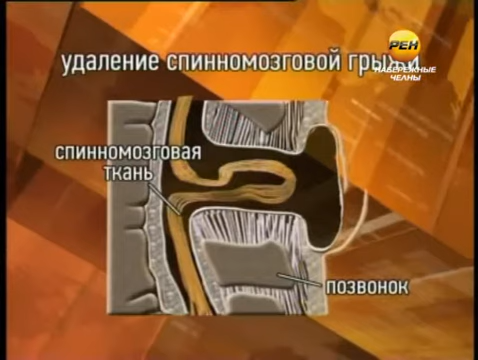 РЕН
НАБЕРЕЖНЫЕ
ЧЕЛНЫ
удаление спинномозговой грыжи
спинномозговая
ткань
позвонок